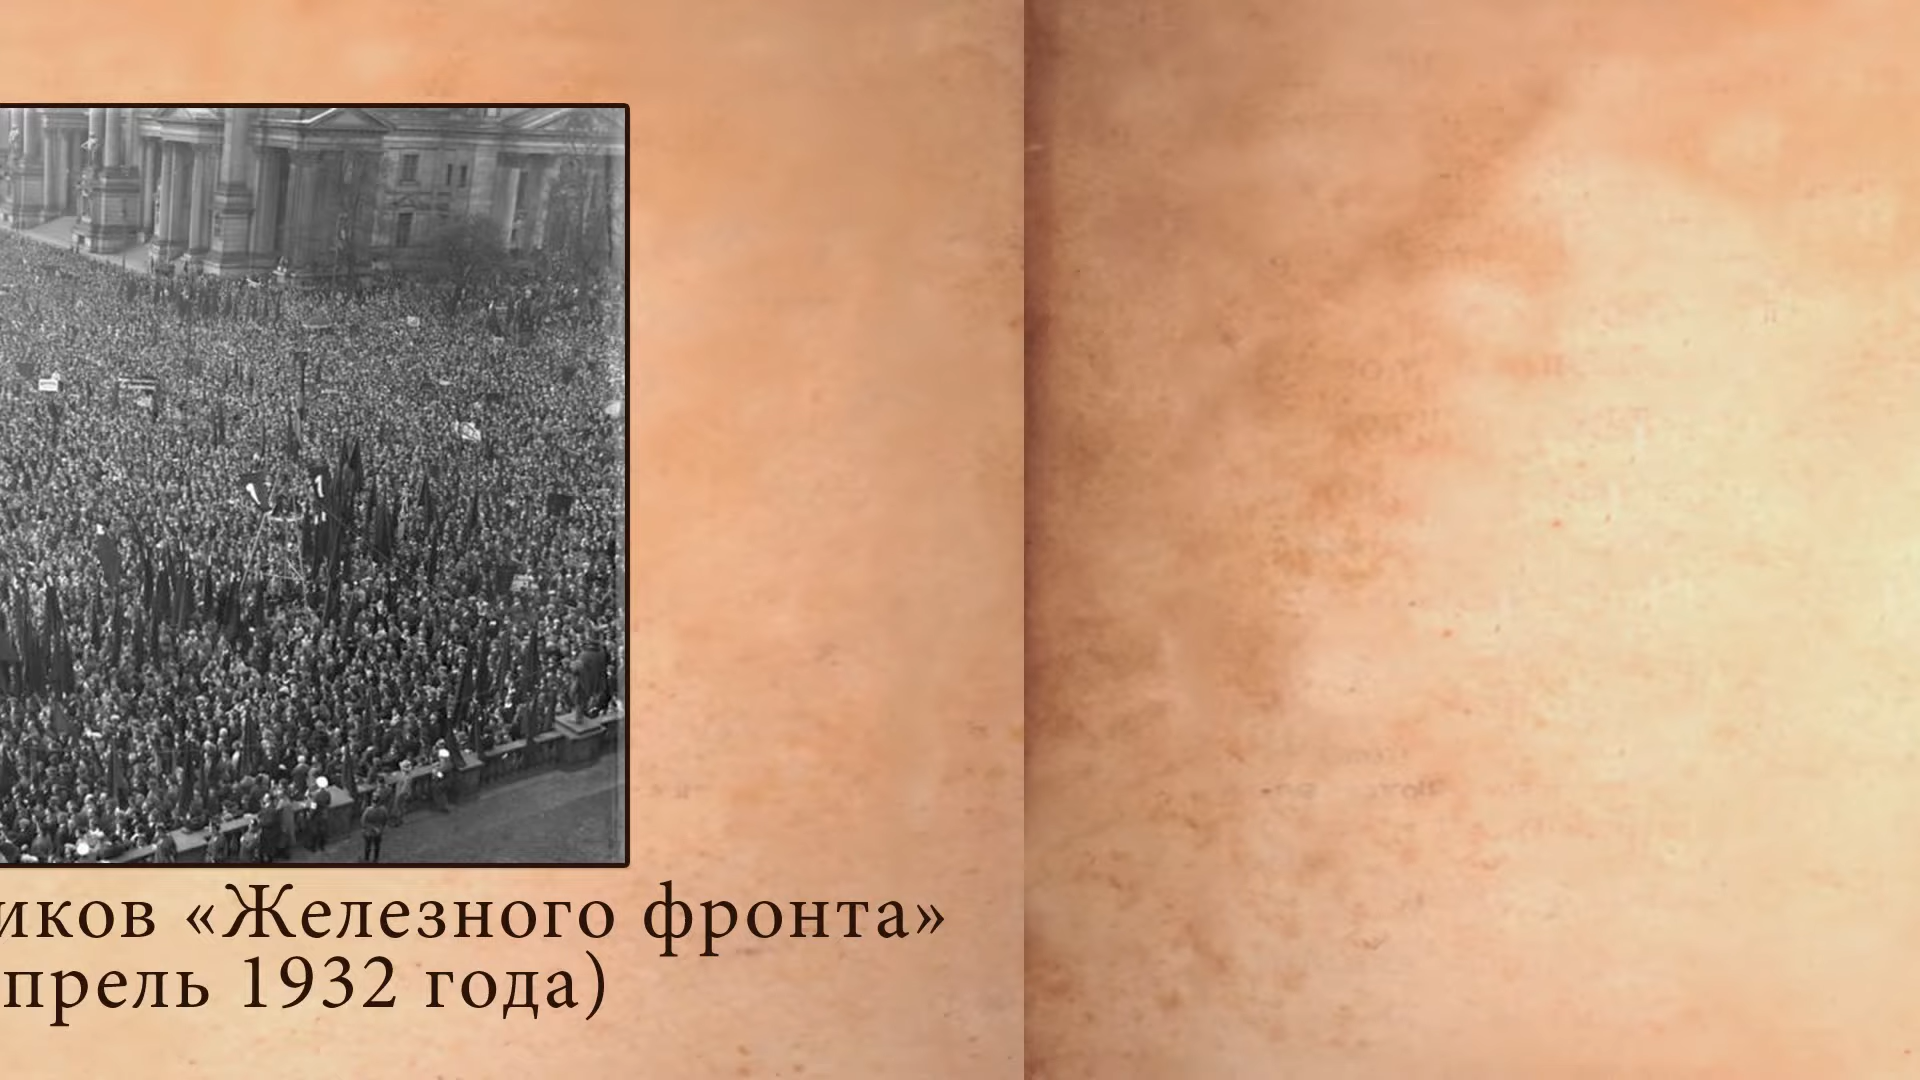 иков «Железного фронта»
прель 1932 года)